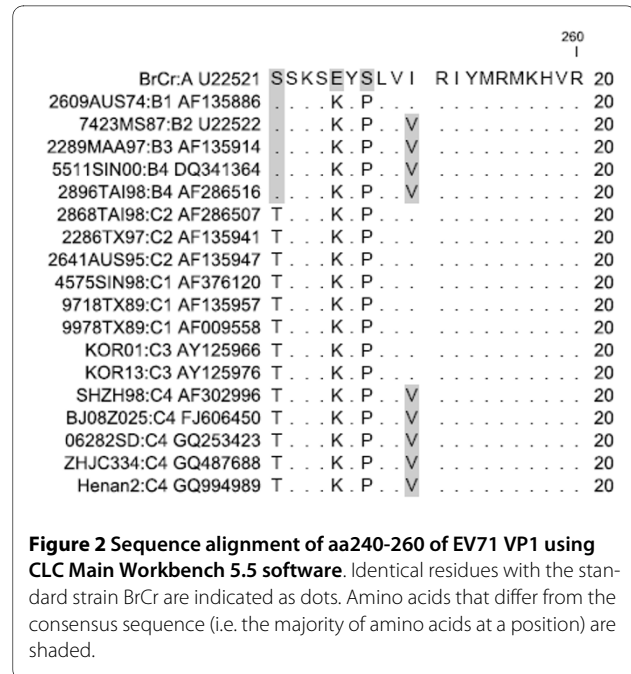 260
BrCr:A U22521 SSKSEYSLVI RIYMRMKHVR 20
2609AUS74:B1 AF135886 ....K.P... .......... 20
7423MS87:B2 U22522 ....K.P..V .......... 20
2289MAA97:B3 AF135914 ....K.P..V .......... 20
5511SIN00:B4 DQ341364 ....K.P..V .......... 20
2896TAI98:B4 AF286516 ....K.P..V .......... 20
2868TAI98:C2 AF286507 T...K.P... .......... 20
2286TX97:C2 AF135941 T...K.P... .......... 20
2641AUS95:C2 AF135947 T...K.P... .......... 20
4575SIN98:C1 AF376120 T...K.P... .......... 20
9718TX89:C1 AF135957 T...K.P... .......... 20
9978TX89:C1 AF009558 T...K.P... .......... 20
KOR01:C3 AY125966 T...K.P... .......... 20
KOR13:C3 AY125976 T...K.P... .......... 20
SHZH98:C4 AF302996 T...K.P..V .......... 20
BJ08Z025:C4 FJ606450 T...K.P..V .......... 20
06282SD:C4 GQ253423 T...K.P..V .......... 20
ZHJC334:C4 GQ487688 T...K.P..V .......... 20
Henan2:C4 GQ994989 T...K.P..V .......... 20
Figure 2 Sequence alignment of aa240-260 of EV71 VP1 using
CLC Main Workbench 5.5 software. Identical residues with the stan-
dard strain BrCr are indicated as dots. Amino acids that differ from the
consensus sequence (i.e. the majority of amino acids at a position) are
shaded.